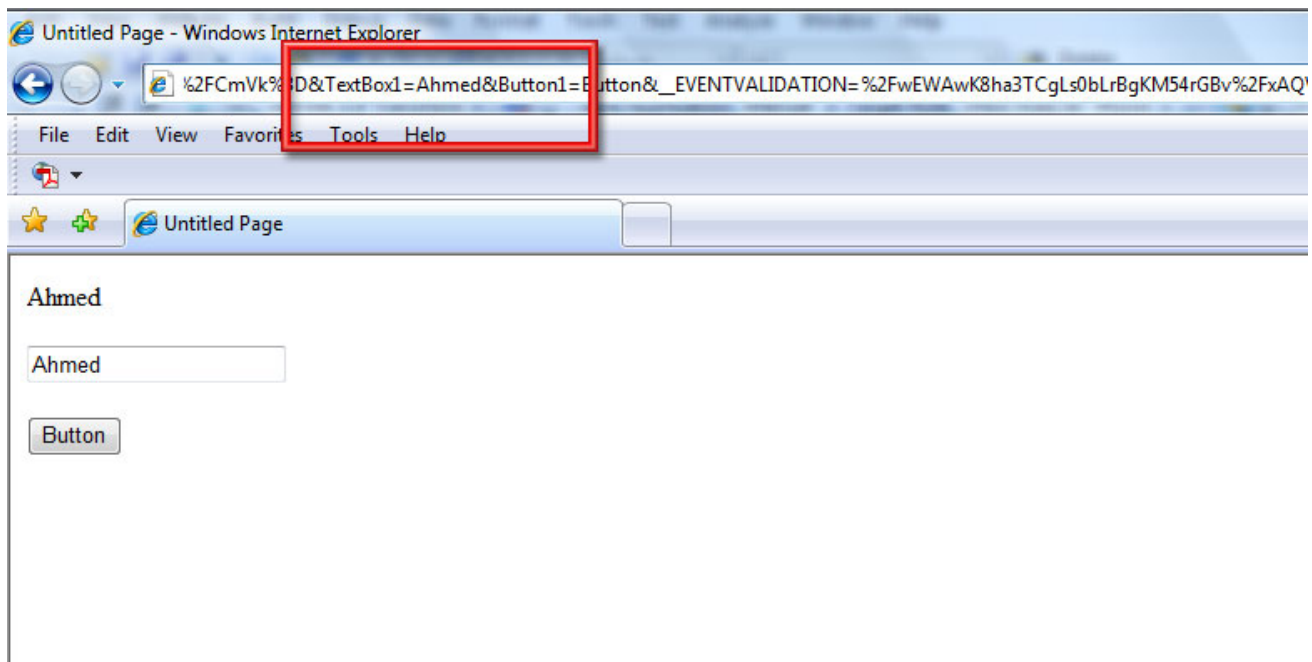 Untitled Page - Windows Internet Explorer
%2FCmVk%3D&TextBox1=Ahmed&Button1=Button&__EVENTVALIDATION=%2FwEWAwK8ha3TCgLs0bLrBgKM54rGBv%2FxAQ
File Edit View Favorites Tools Help
Untitled Page
Ahmed
Ahmed
Button